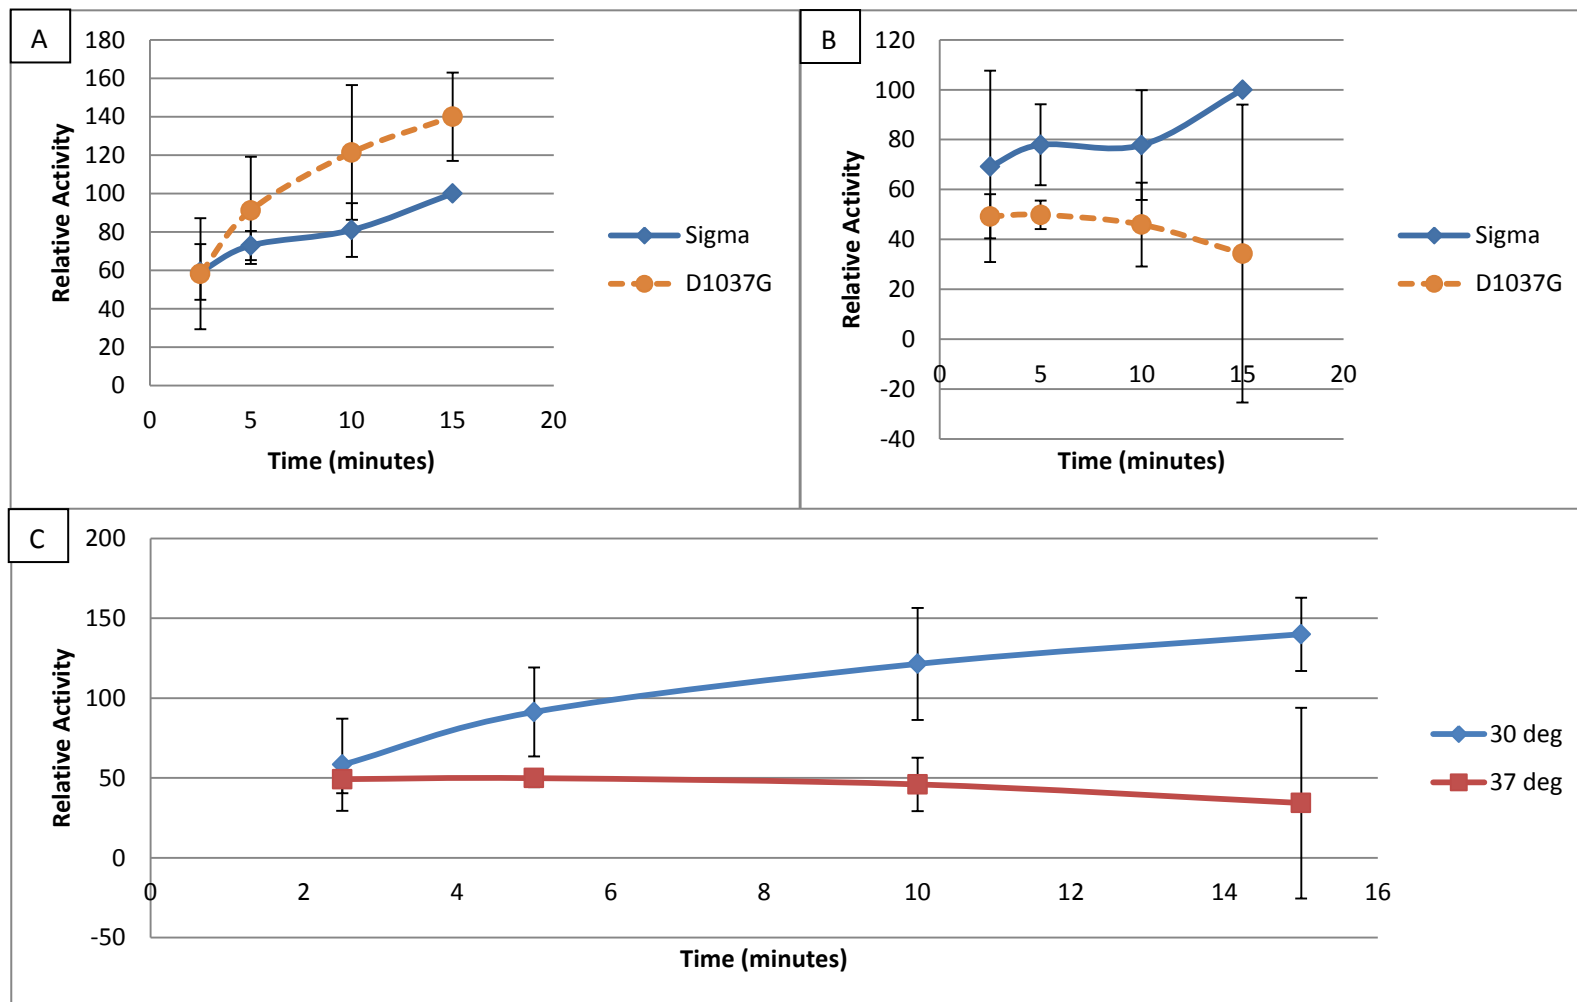 A
180
160
140
120
100
80
60
40
20
0
0 5 10 15 20
Relative Activity
Time (minutes)
Sigma
D1037G
B
120
100
80
60
40
20
0
-20
-40
0 5 10 15 20
Relative Activity
Time (minutes)
Sigma
D1037G
C
200
150
100
50
0
-50
0 2 4 6 8 10 12 14 16
Relative Activity
Time (minutes)
30 deg
37 deg